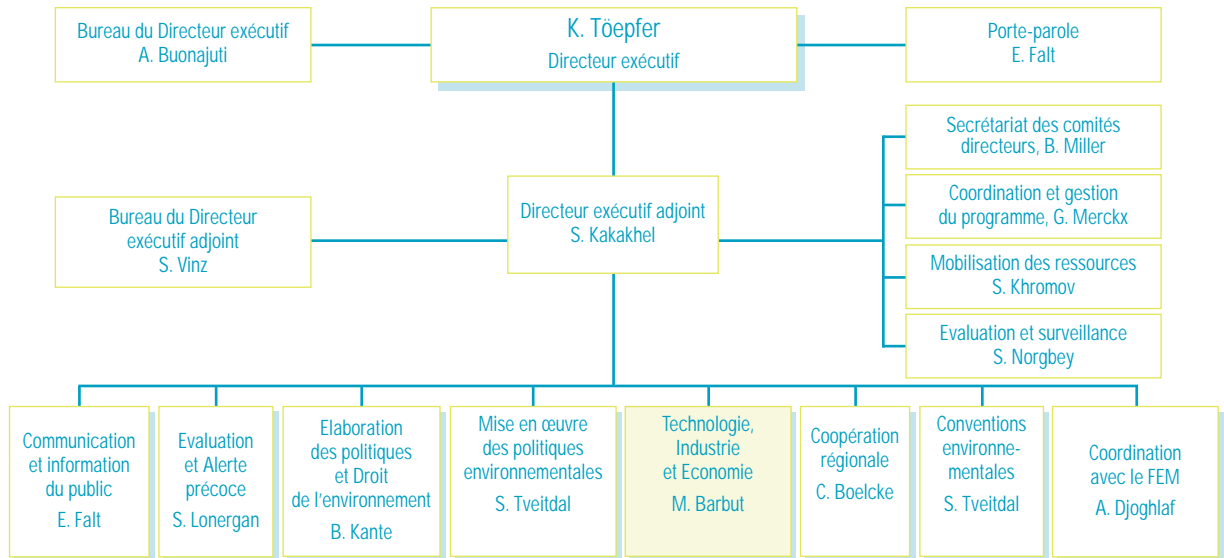 Bureau du Directeur exécutif
A. Buonajuti
K. Töepfer
Directeur exécutif
Porte-parole
E. Falt
Secrétariat des comités
directeurs, B. Miller
Coordination et gestion
du programme, G. Merckx
Mobilisation des ressources
S. Khromov
Evaluation et surveillance
S. Norgbey
Bureau du Directeur
exécutif adjoint
S. Vinz
Directeur exécutif adjoint
S. Kakakhel
Communication
et information
du public
E. Falt
Evaluation
et Alerte
précoce
S. Lonergan
Elaboration
des politiques
et Droit
de l'environnement
B. Kante
Mise en œuvre
des politiques
environnementales
S. Tveitdal
Technologie,
Industrie
et Economie
M. Barbut
Coopération
régionale
C. Boelcke
Conventions
environne-
mentales
S. Tveitdal
Coordination
avec le FEM
A. Djoghlaf